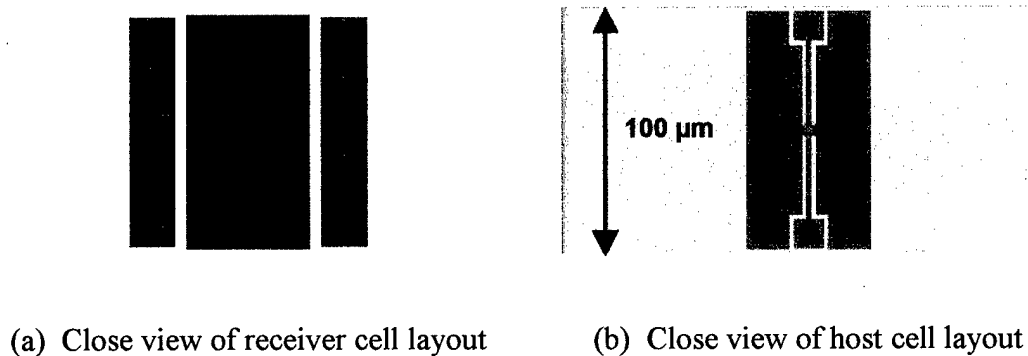 100 µm
(a) Close view of receiver cell layout
(b) Close view of host cell layout